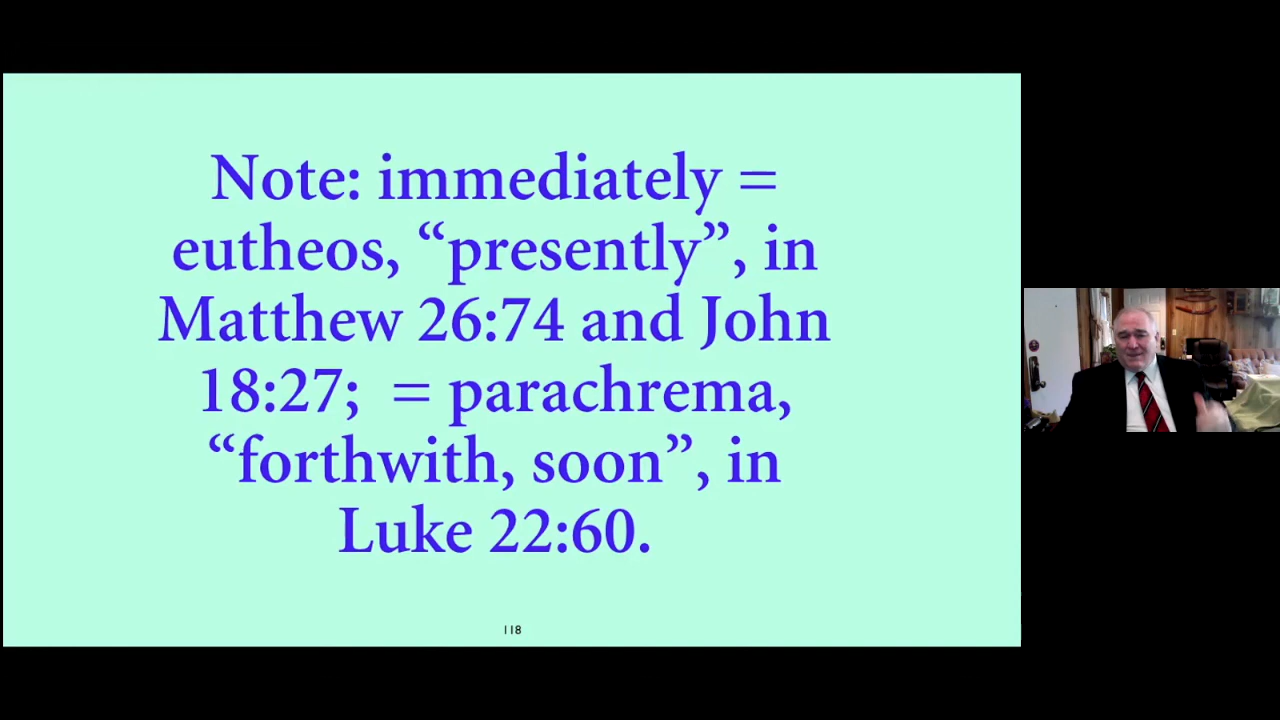 Note: immediately =
eutheos, “presently”, in
Matthew 26:74 and John
18:27;  = parachrema,
“forthwith, soon”, in
Luke 22:60.
118